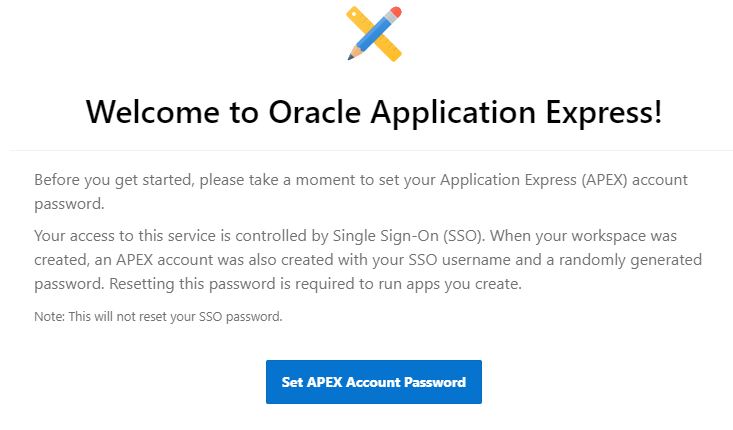 Welcome to Oracle Application Express!
Before you get started, please take a moment to set your Application Express (APEX) account
password.
Your access to this service is controlled by Single Sign-On (SSO). When your workspace was
created, an APEX account was also created with your SSO username and a randomly generated
password. Resetting this password is required to run apps you create.
Note: This will not reset your SSO password.
Set APEX Account Password